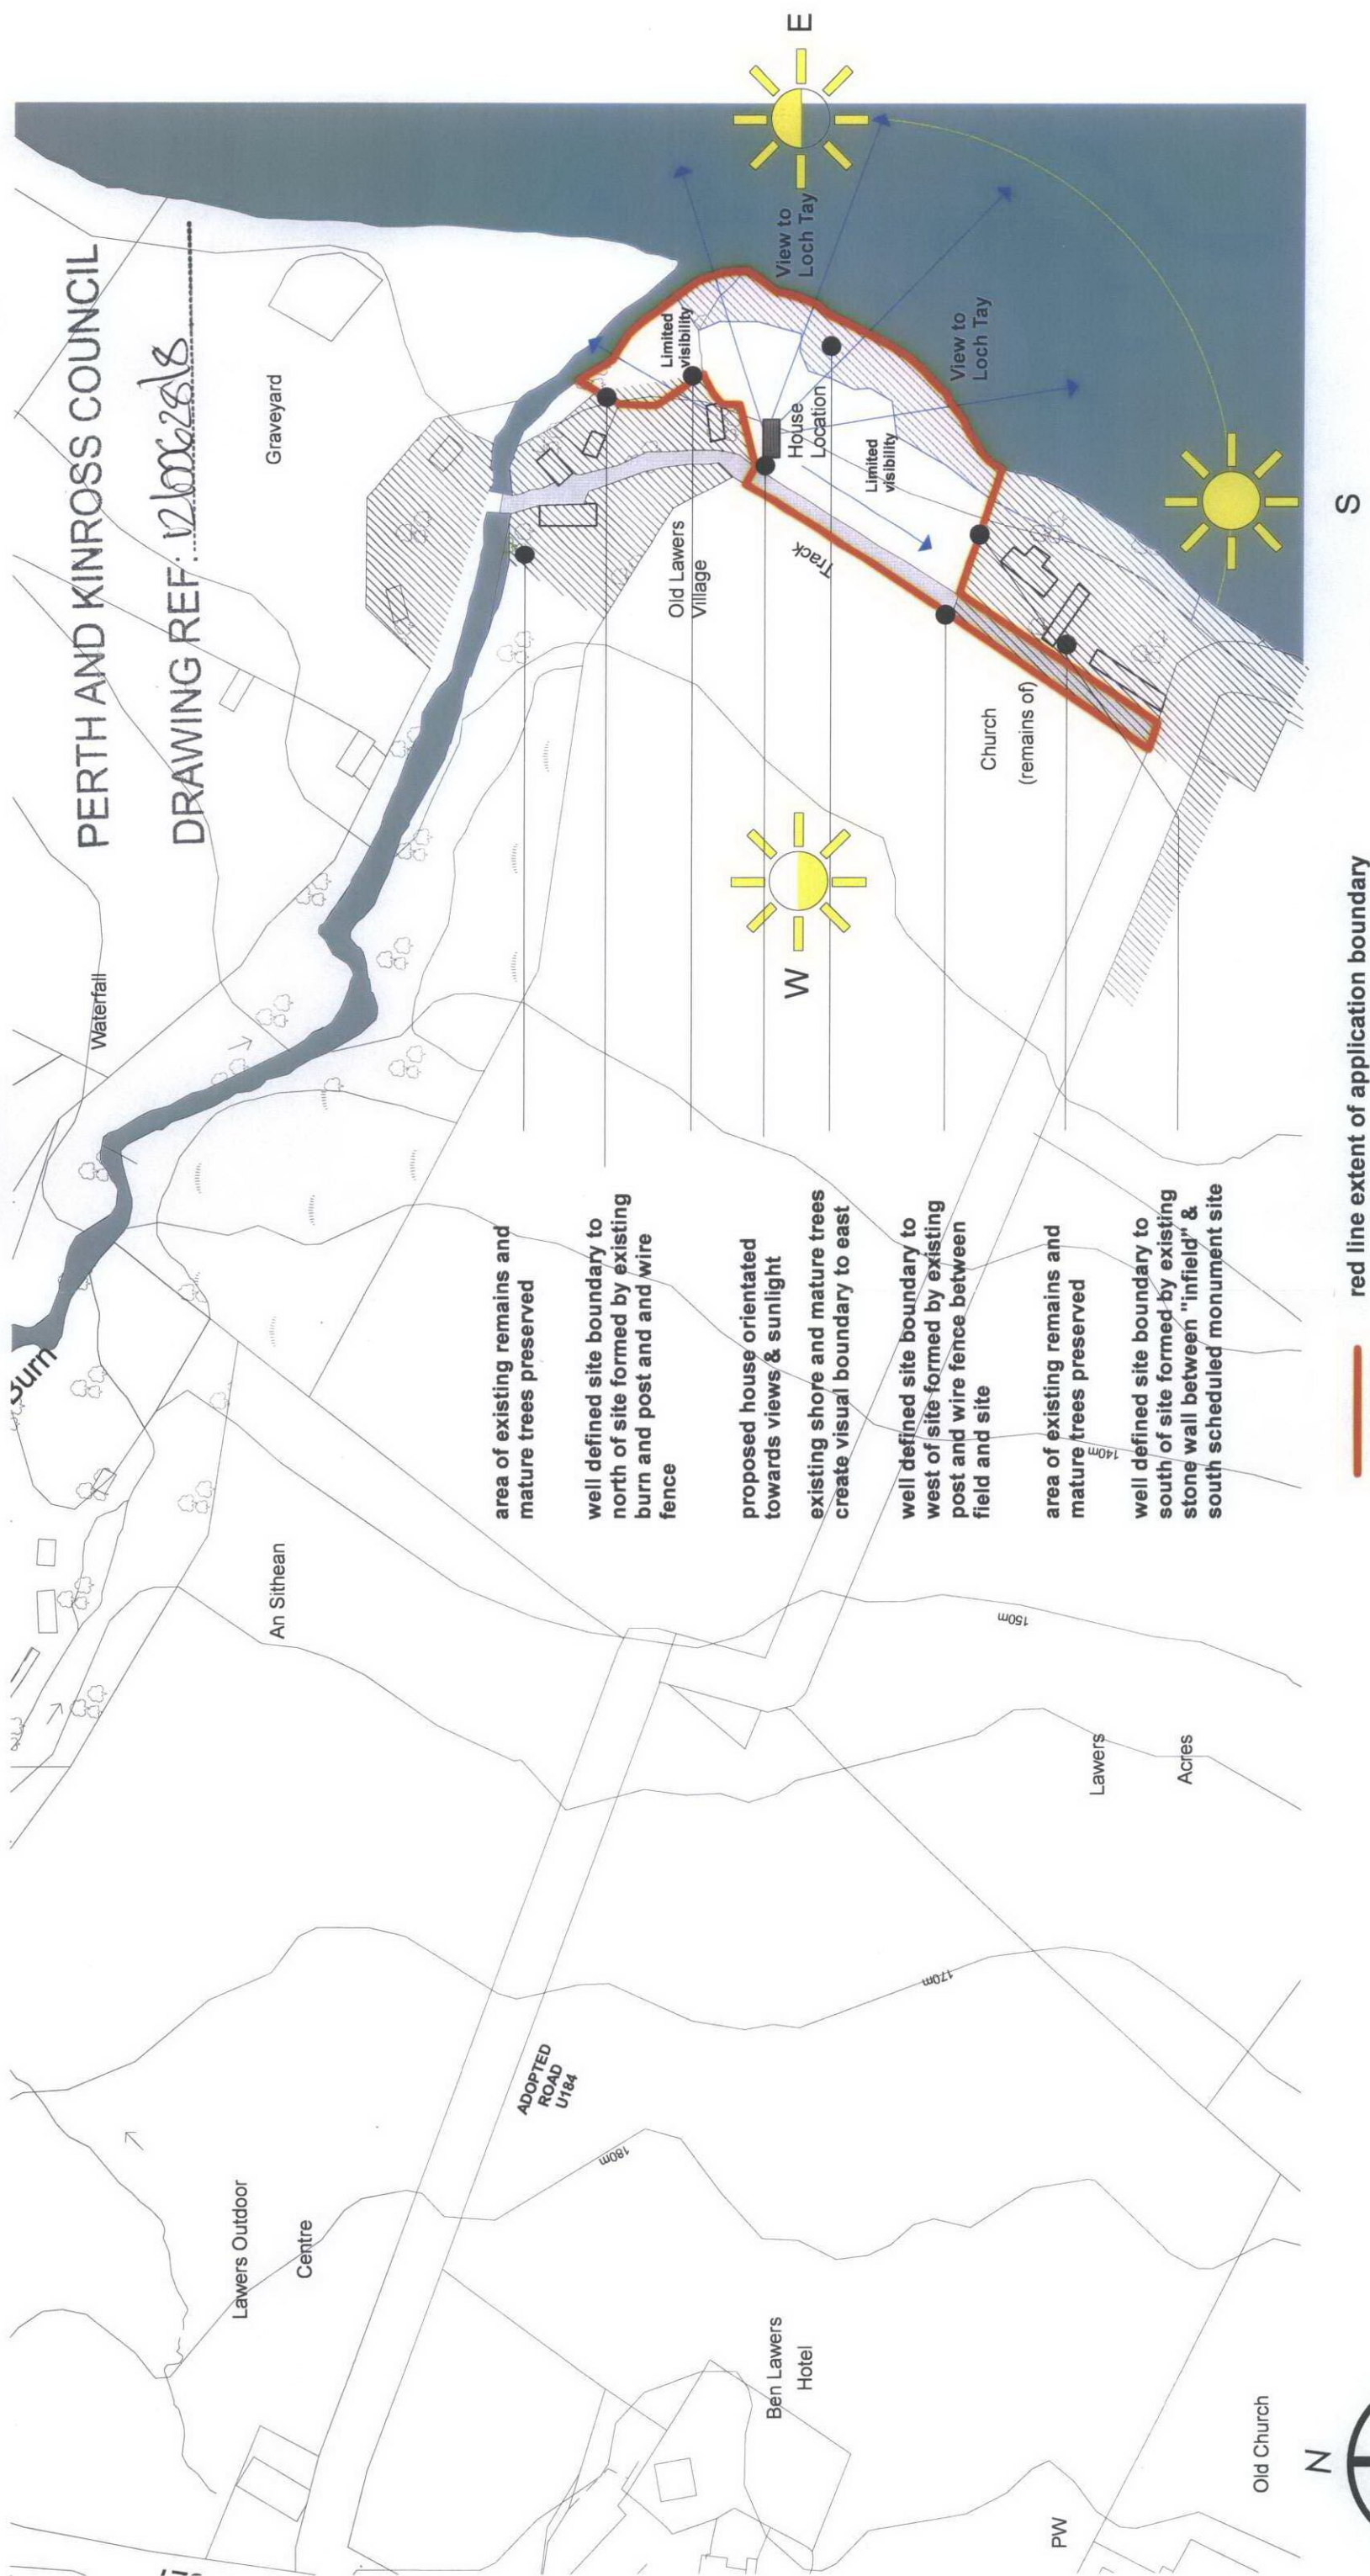 PERTH AND KINROSS COUNCIL
DRAWING REF: 12/00628/8
Burn
Waterfall
Graveyard
An Sithean
Lawers Outdoor
Centre
ADOPTED
ROAD
U184
180m
170m
150m
140m
Ben Lawers
Hotel
PW
Old Church
Lawers
Acres
Old Lawers
Village
Track
Church
(remains of)
House
Location
Limited
visibility
Limited
visibility
View to
Loch Tay
View to
Loch Tay
E
W
S
N
area of existing remains and
mature trees preserved
well defined site boundary to
north of site formed by existing
burn and post and and wire
fence
proposed house orientated
towards views & sunlight
existing shore and mature trees
create visual boundary to east
well defined site boundary to
west of site formed by existing
post and wire fence between
field and site
area of existing remains and
mature trees preserved
well defined site boundary to
south of site formed by existing
stone wall between "infield" &
south scheduled monument site
red line extent of application boundary